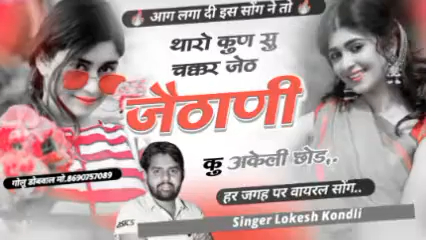 आग लगा दी इस सोंग ने तो
थारो कुण सु
चक्कर जेठ
जैठाणी
कु अकेली छोड,..
गोलू डोबवाल मो.8690757089
हर जगह पर वायरल सोंग..
Singer Lokesh Kondli